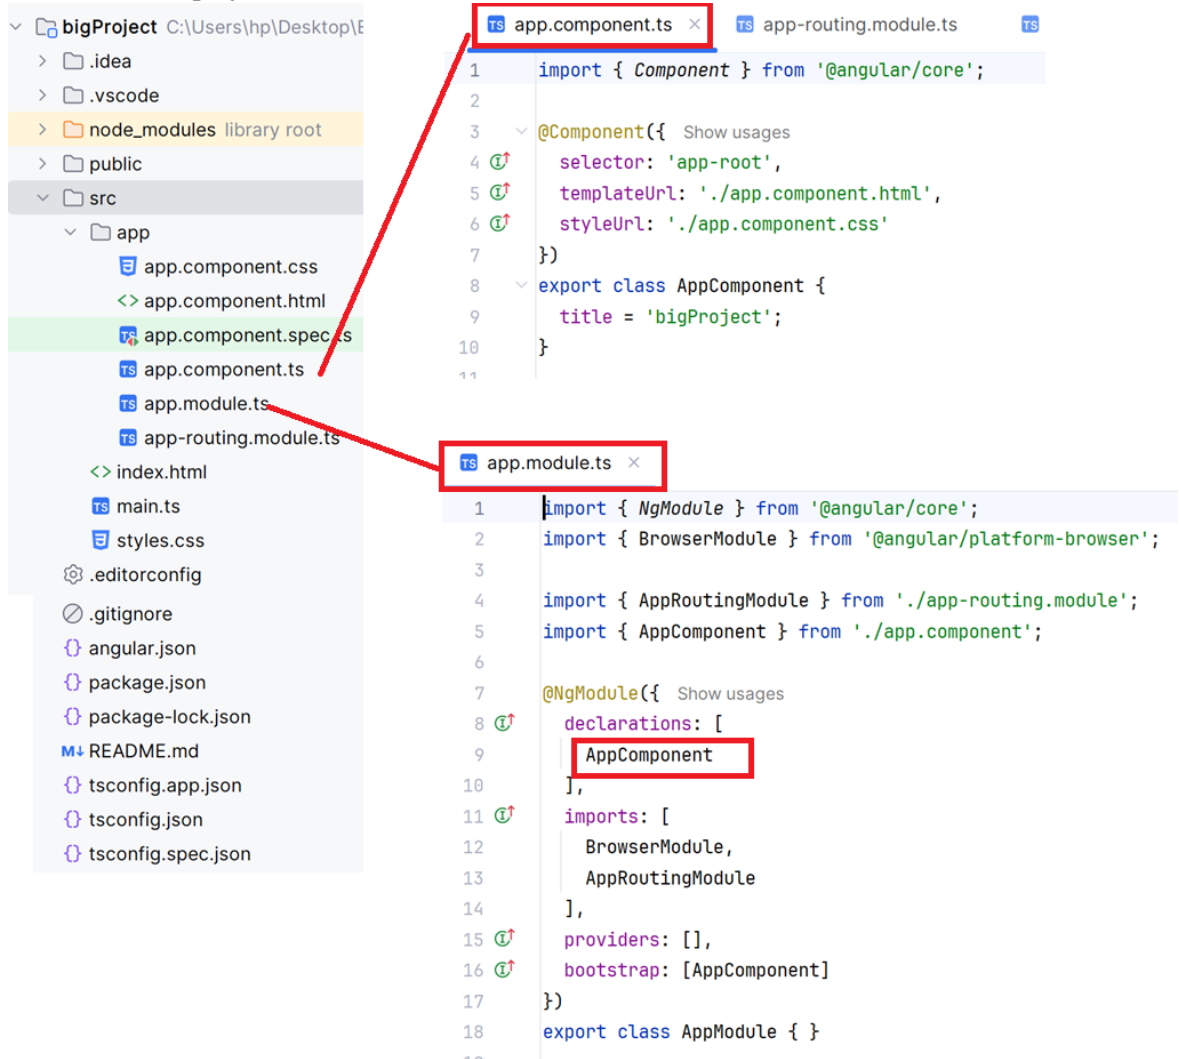 bigProject C:\Users\hp\Desktop\
.idea
.vscode
node_modules library root
public
src
app
app.component.css
app.component.html
app.component.spec.ts
app.component.ts
app.module.ts
app-routing.module.ts
index.html
main.ts
styles.css
.editorconfig
.gitignore
angular.json
package.json
package-lock.json
README.md
tsconfig.app.json
tsconfig.json
tsconfig.spec.json
app.component.ts
app-routing.module.ts
1 import { Component } from '@angular/core';
2
3 @Component({ Show usages
4 selector: 'app-root',
5 templateUrl: './app.component.html',
6 styleUrl: './app.component.css'
7 })
8 export class AppComponent {
9 title = 'bigProject';
10 }
11
app.module.ts
1 import { NgModule } from '@angular/core';
2 import { BrowserModule } from '@angular/platform-browser';
3
4 import { AppRoutingModule } from './app-routing.module';
5 import { AppComponent } from './app.component';
6
7 @NgModule({ Show usages
8 declarations: [
9 AppComponent
10 ],
11 imports: [
12 BrowserModule,
13 AppRoutingModule
14 ],
15 providers: [],
16 bootstrap: [AppComponent]
17 })
18 export class AppModule { }